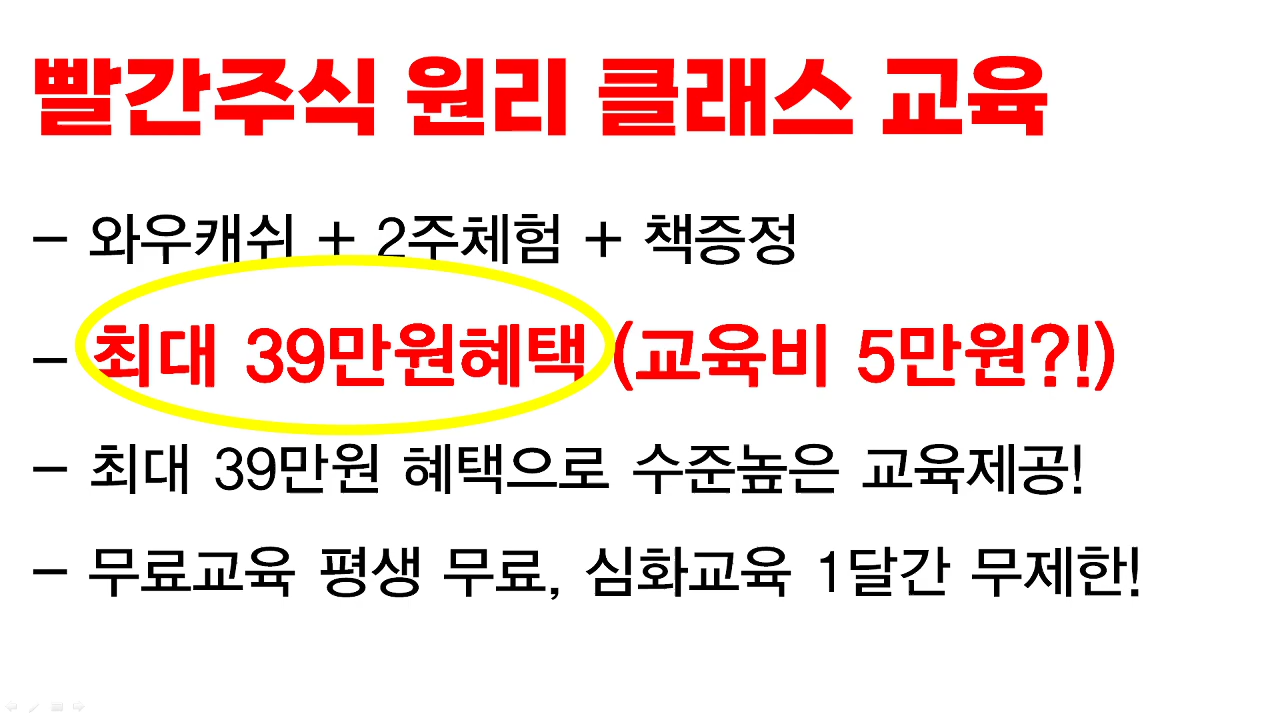 빨간주식 원리 클래스 교육
– 와우캐쉬 + 2주체험 + 책증정
– 최대 39만원혜택 (교육비 5만원?!)
– 최대 39만원 혜택으로 수준높은 교육제공!
– 무료교육 평생 무료, 심화교육 1달간 무제한!